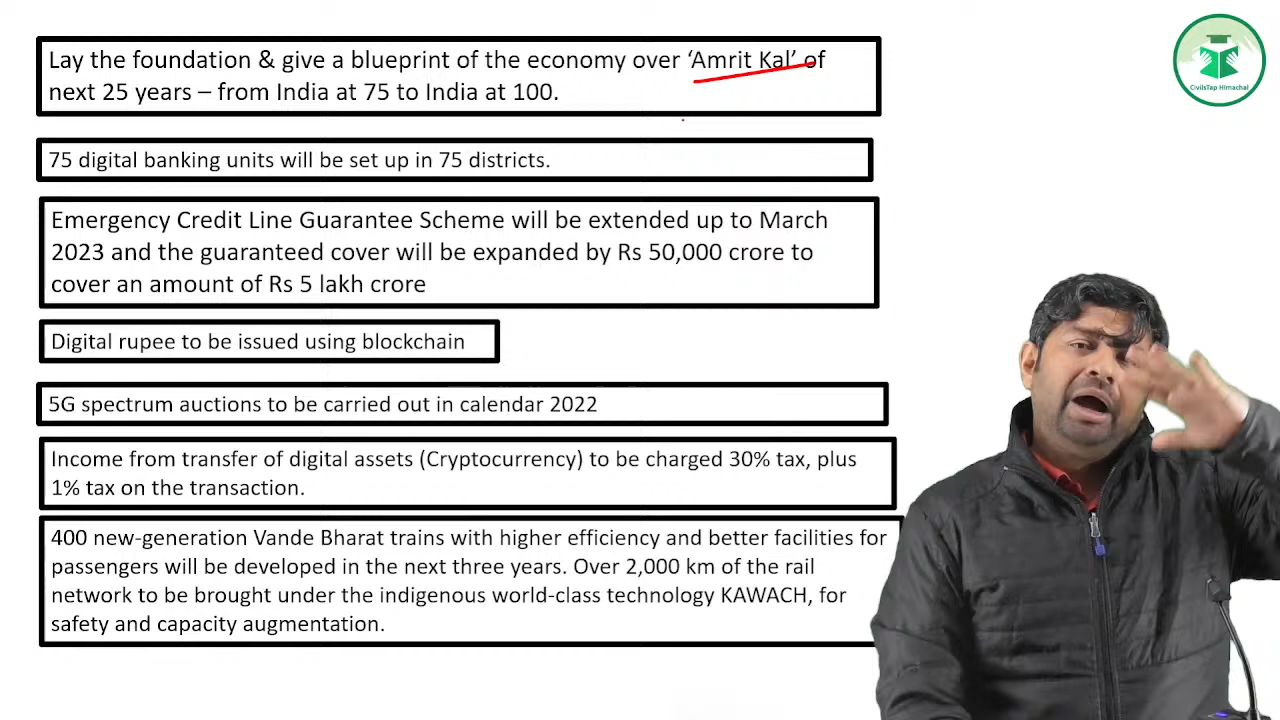 Lay the foundation & give a blueprint of the economy over ‘Amrit Kal’ of
next 25 years – from India at 75 to India at 100.
75 digital banking units will be set up in 75 districts.
Emergency Credit Line Guarantee Scheme will be extended up to March
2023 and the guaranteed cover will be expanded by Rs 50,000 crore to
cover an amount of Rs 5 lakh crore
Digital rupee to be issued using blockchain
5G spectrum auctions to be carried out in calendar 2022
Income from transfer of digital assets (Cryptocurrency) to be charged 30% tax, plus
1% tax on the transaction.
400 new-generation Vande Bharat trains with higher efficiency and better facilities for
passengers will be developed in the next three years. Over 2,000 km of the rail
network to be brought under the indigenous world-class technology KAWACH, for
safety and capacity augmentation.
CivilsTap Himachal